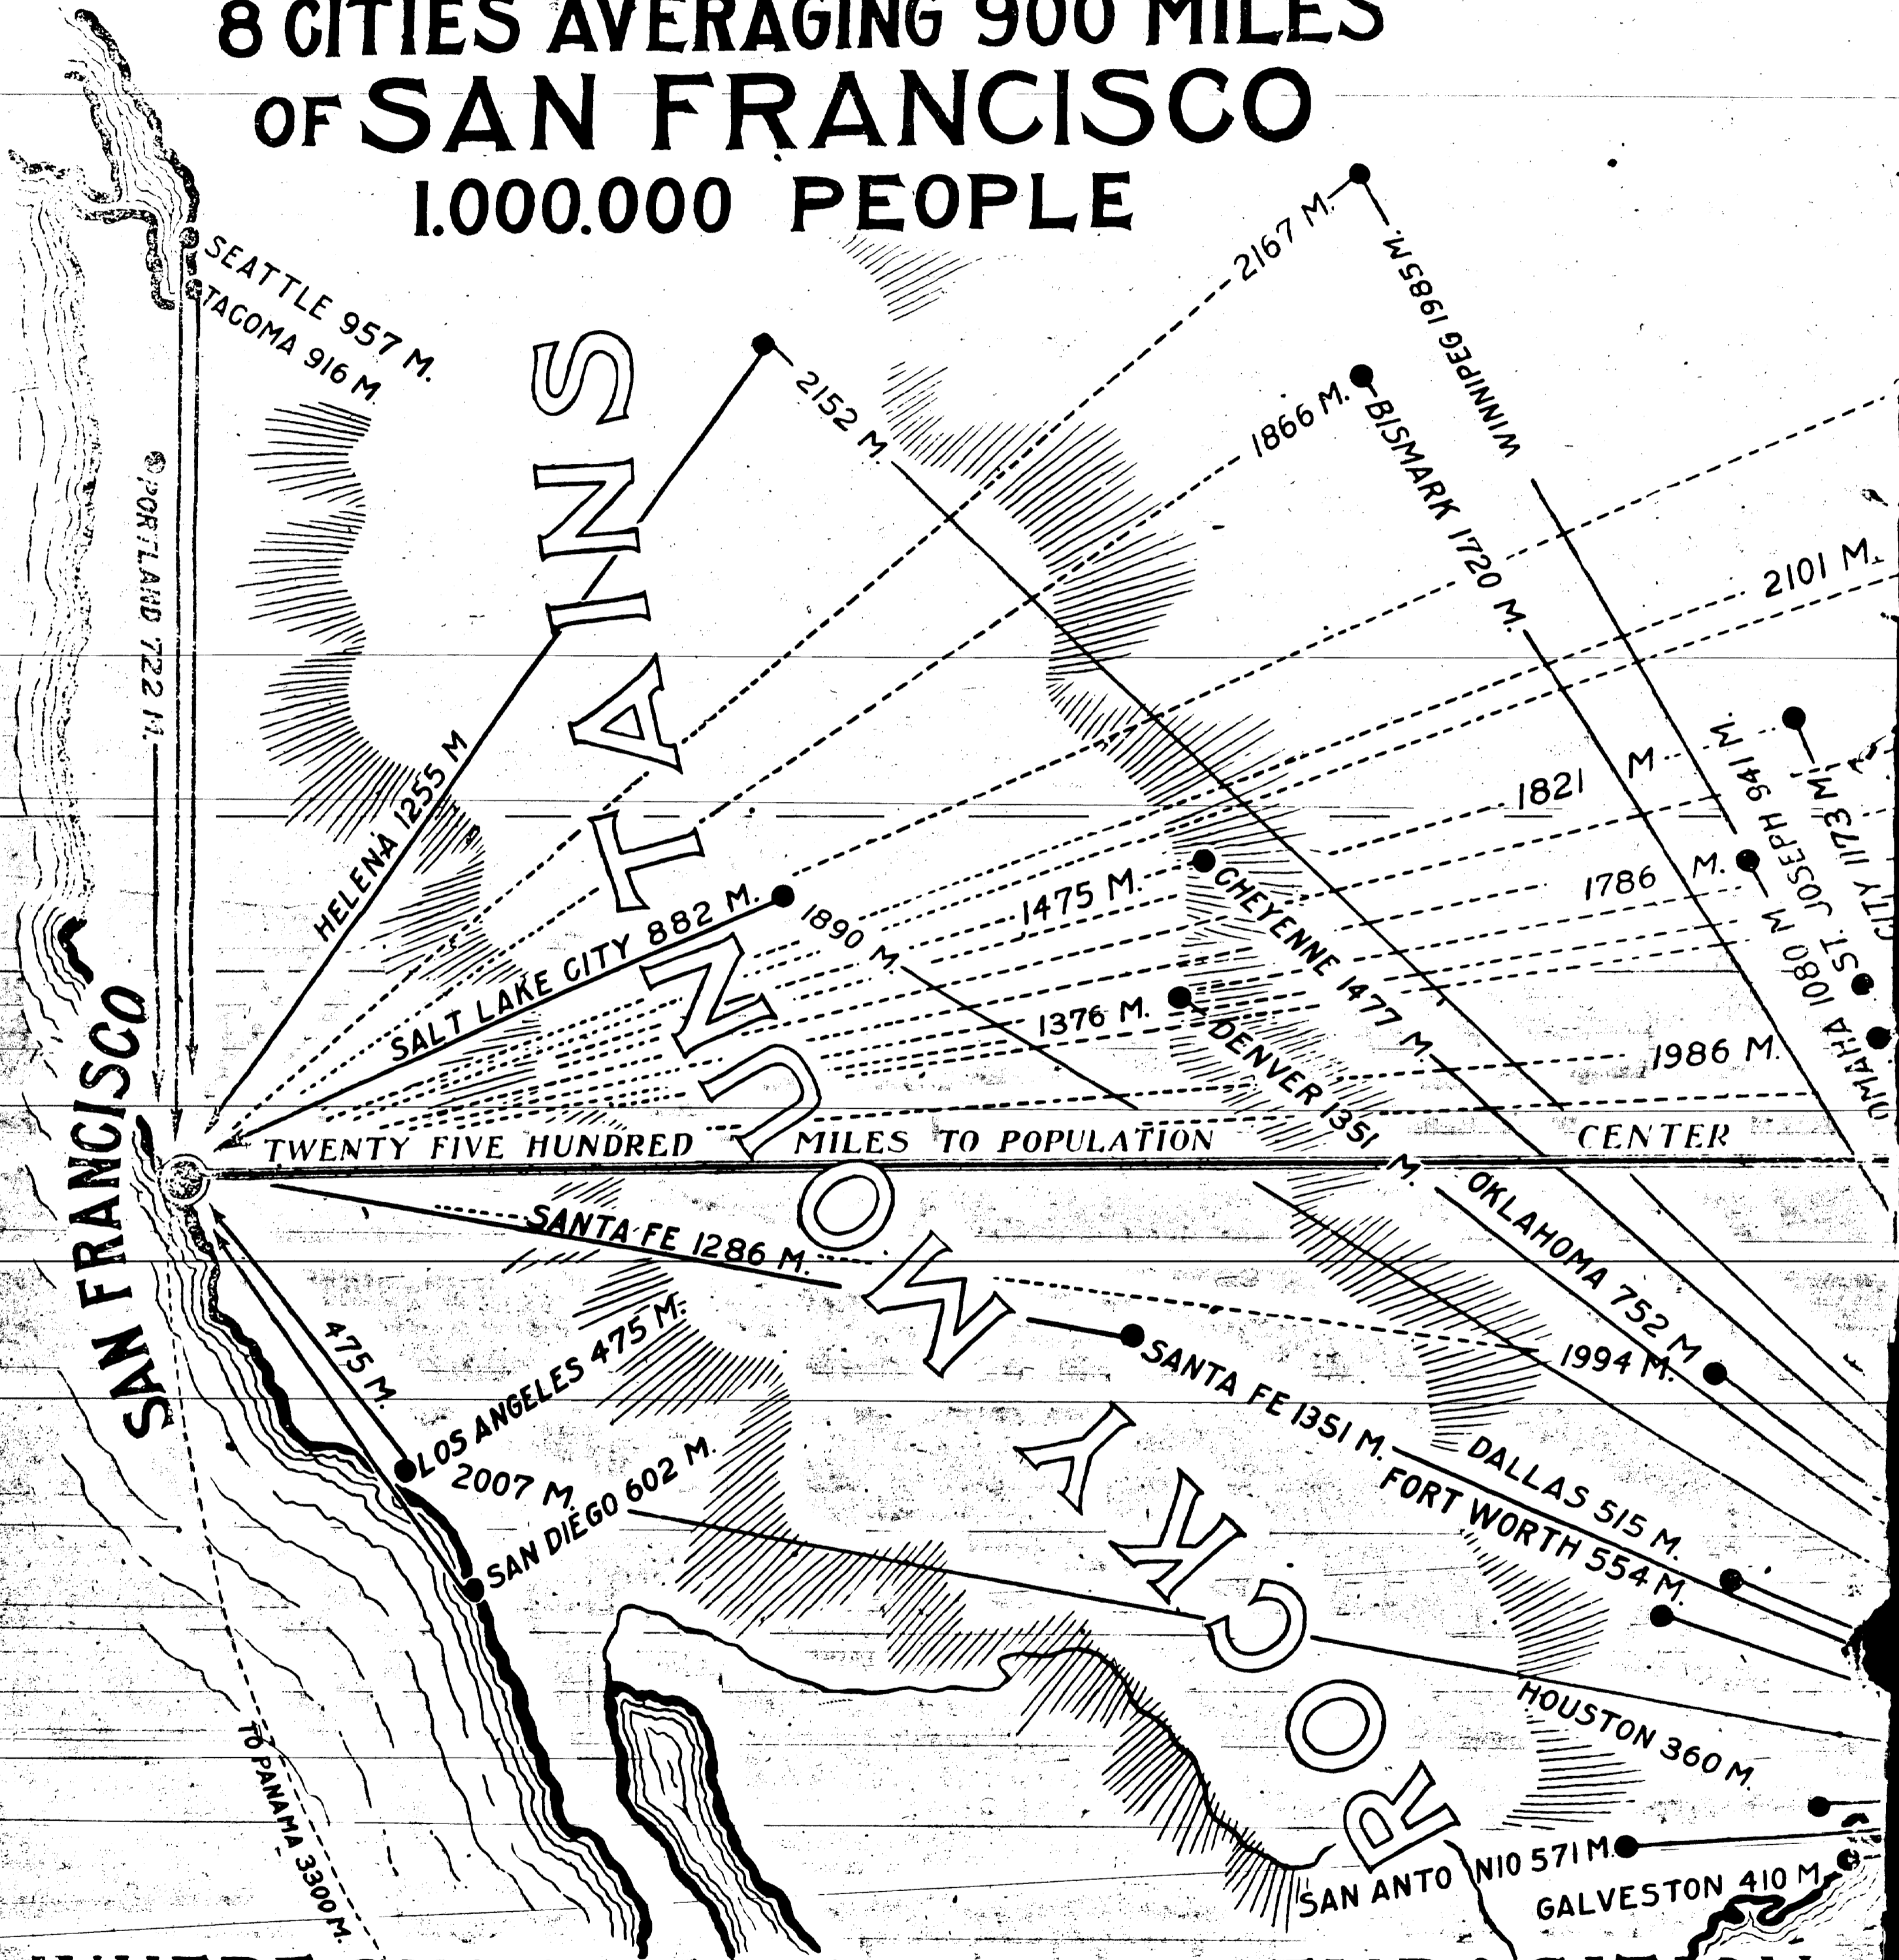 8 CITIES AVERAGING 900 MILES
OF SAN FRANCISCO
1.000.000 PEOPLE
SEATTLE 957 M.
TACOMA 916 M.
PORTLAND 722 M.
2167 M.
WINNIPEG 1985 M.
2152 M.
1866 M.
BISMARK 1720 M.
2101 M.
HELENA 1255 M
1821 M
ST. JOSEPH 941 M.
CITY 1173 M.
SALT LAKE CITY 882 M.
1890 M
1475 M.
CHEYENNE 1477 M
1786 M.
OMAHA 1080 M
1376 M.
DENVER 1351 M.
1986 M.
SAN FRANCISCO
TWENTY FIVE HUNDRED MILES TO POPULATION CENTER
ROCKY MOUNTAINS
SANTA FE 1286 M.
OKLAHOMA 752 M
1994 M.
SANTA FE 1351 M.
475 M.
LOS ANGELES 475 M.
2007 M.
SAN DIEGO 602 M.
DALLAS 515 M.
FORT WORTH 554 M.
HOUSTON 360 M.
SAN ANTONIO 571 M.
GALVESTON 410 M.
TO PANAMA 3300 M.